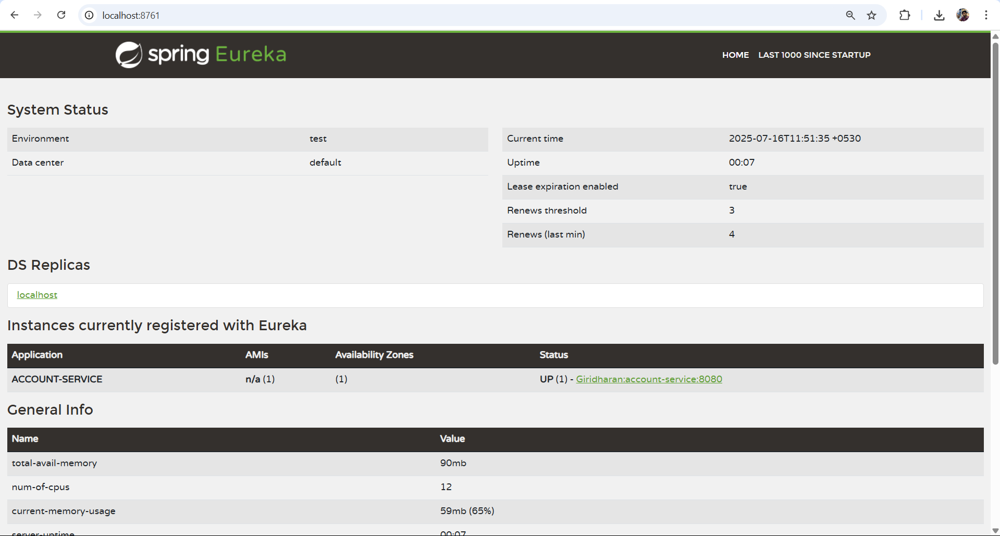 localhost:8761
spring Eureka
HOME LAST 1000 SINCE STARTUP
System Status
Environment test
Data center default
Current time 2025-07-16T11:51:35 +0530
Uptime 00:07
Lease expiration enabled true
Renews threshold 3
Renews (last min) 4
DS Replicas
localhost
Instances currently registered with Eureka
Application AMIs Availability Zones Status
ACCOUNT-SERVICE n/a (1) (1) UP (1) - Giridharan:account-service:8080
General Info
Name Value
total-avail-memory 90mb
num-of-cpus 12
current-memory-usage 59mb (65%)
server-uptime 00:07